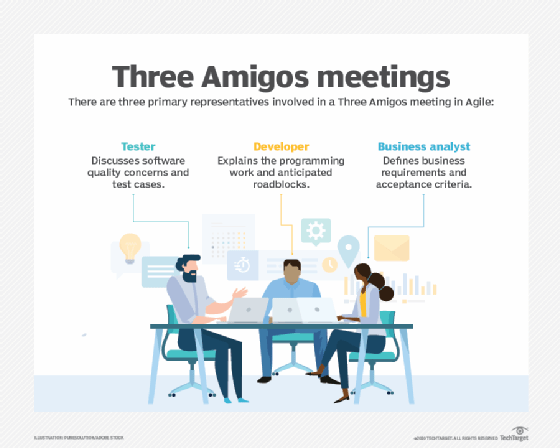 Three Amigos meetings
There are three primary representatives involved in a Three Amigos meeting in Agile:
Tester
Discusses software
quality concerns and
test cases.
Developer
Explains the programming
work and anticipated
roadblocks.
Business analyst
Defines business
requirements and
acceptance criteria.
TechTarget